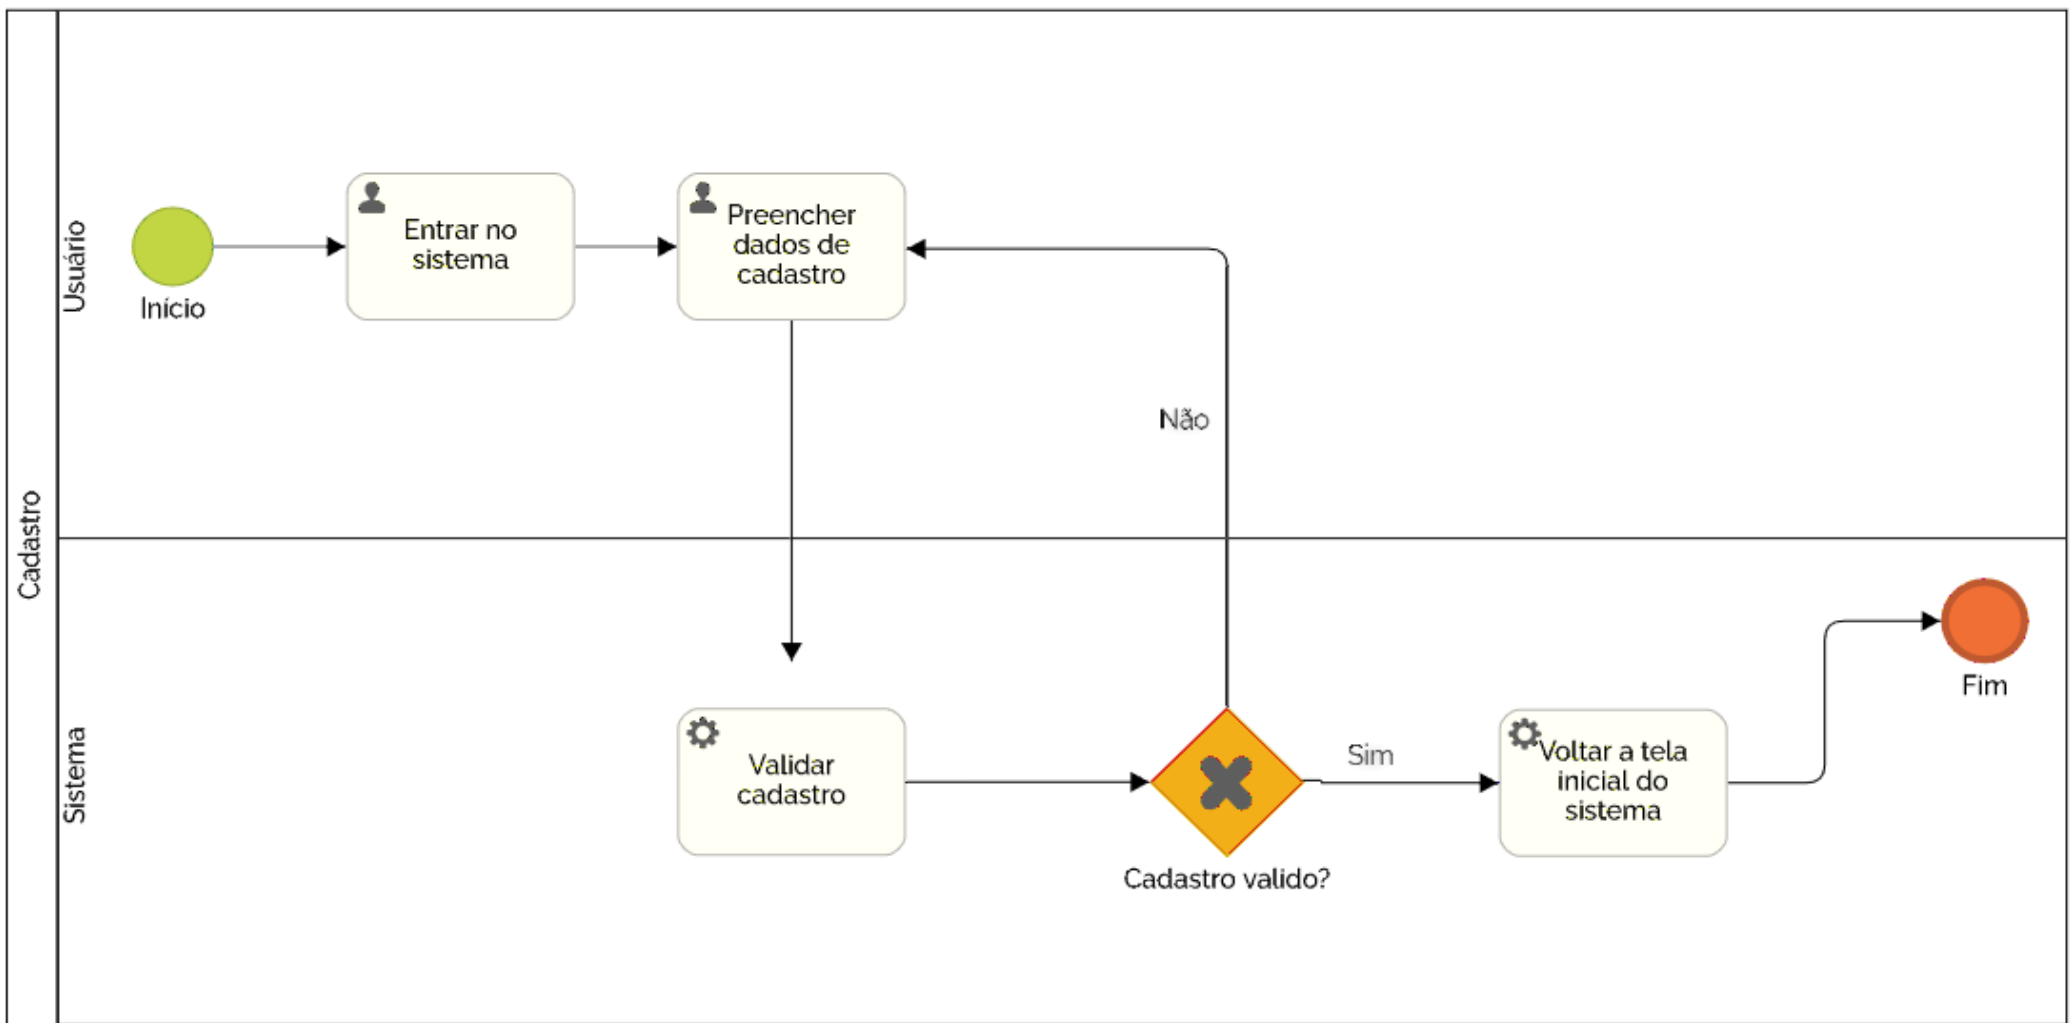 Cadastro
Usuário
Início
Entrar no
sistema
Preencher
dados de
cadastro
Não
Sistema
Validar
cadastro
Cadastro valido?
Sim
Voltar a tela
inicial do
sistema
Fim